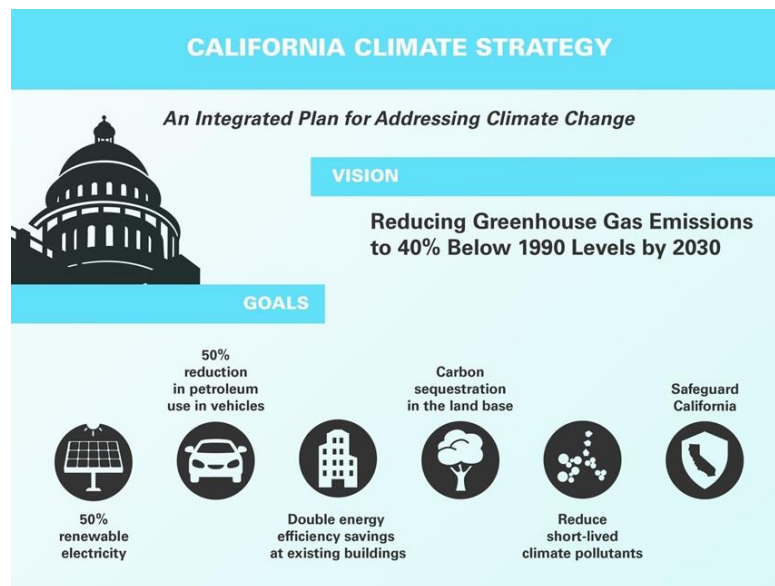 CALIFORNIA CLIMATE STRATEGY
An Integrated Plan for Addressing Climate Change
VISION
Reducing Greenhouse Gas Emissions
to 40% Below 1990 Levels by 2030
GOALS
50%
renewable
electricity
50%
reduction
in petroleum
use in vehicles
Double energy
efficiency savings
at existing buildings
Carbon
sequestration
in the land base
Reduce
short-lived
climate pollutants
Safeguard
California